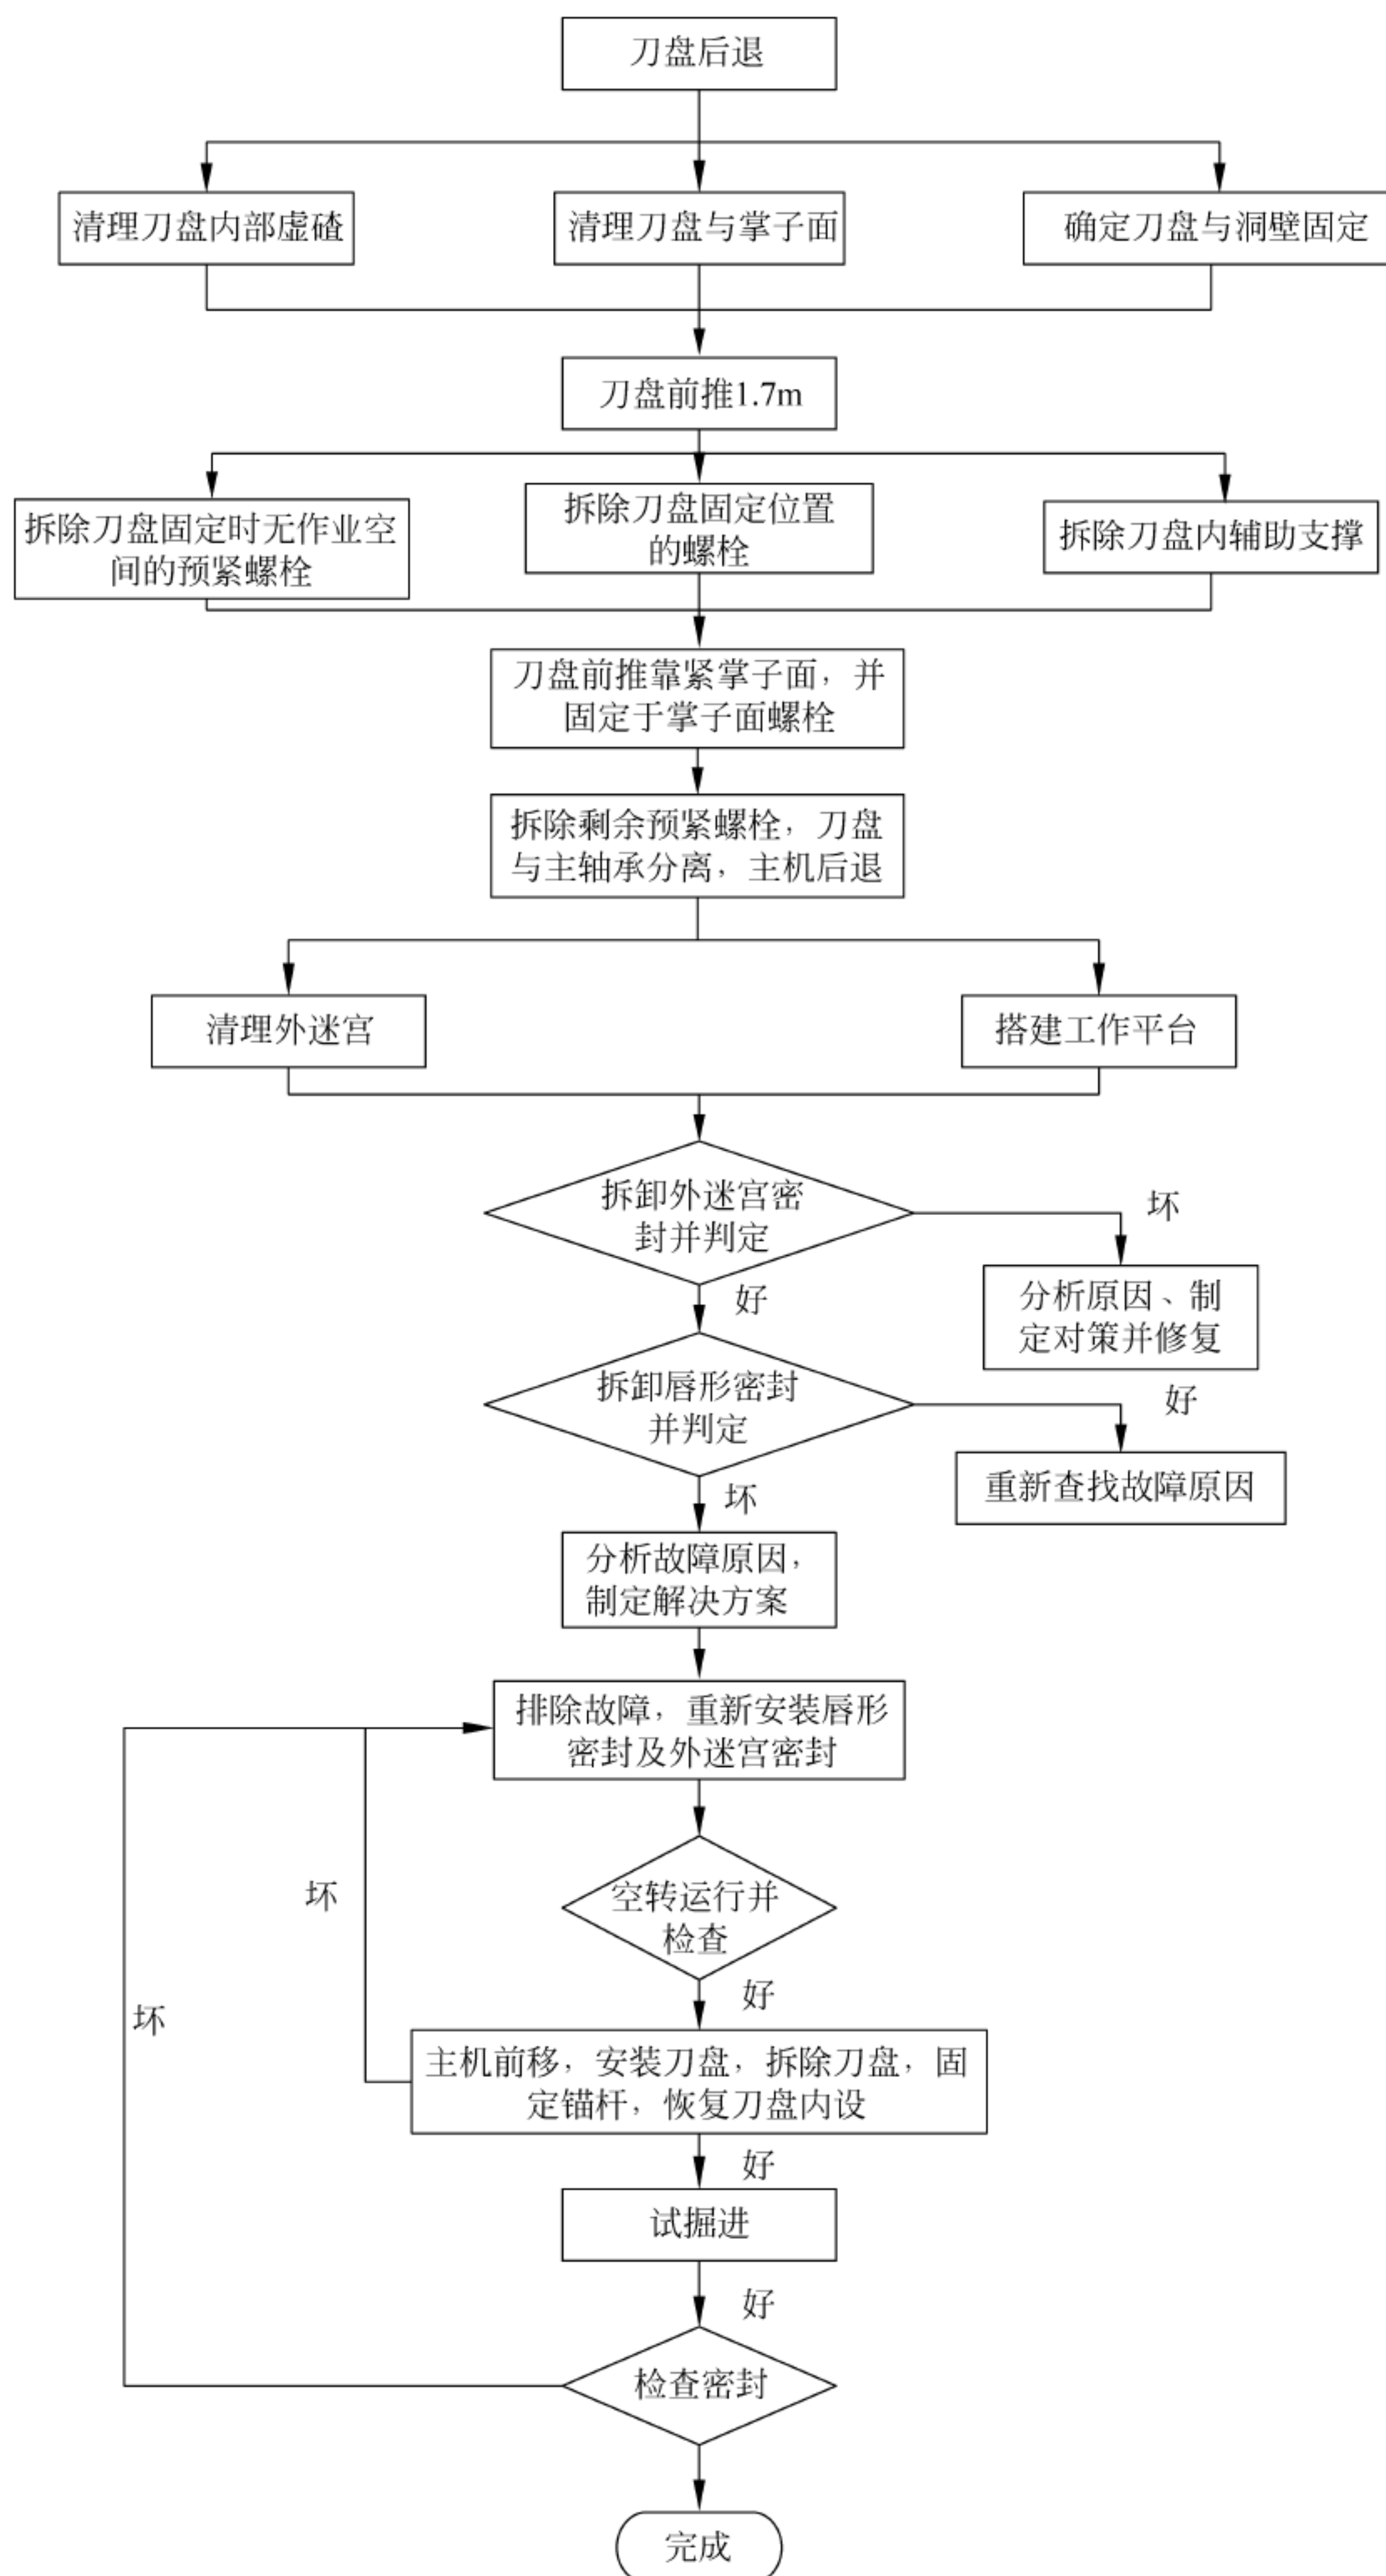 刀盘后退
清理刀盘内部虚碴
清理刀盘与掌子面
确定刀盘与洞壁固定
刀盘前推1.7m
拆除刀盘固定时无作业空
间的预紧螺栓
拆除刀盘固定位置
的螺栓
拆除刀盘内辅助支撑
刀盘前推靠紧掌子面，并
固定于掌子面螺栓
拆除剩余预紧螺栓，刀盘
与主轴承分离，主机后退
清理外迷宫
搭建工作平台
拆卸外迷宫密
封并判定
坏
分析原因、制
定对策并修复
好
拆卸唇形密封
并判定
好
重新查找故障原因
坏
分析故障原因，
制定解决方案
排除故障，重新安装唇形
密封及外迷宫密封
空转运行并
检查
坏
好
坏
主机前移，安装刀盘，拆除刀盘，固
定锚杆，恢复刀盘内设
好
试掘进
好
检查密封
完成